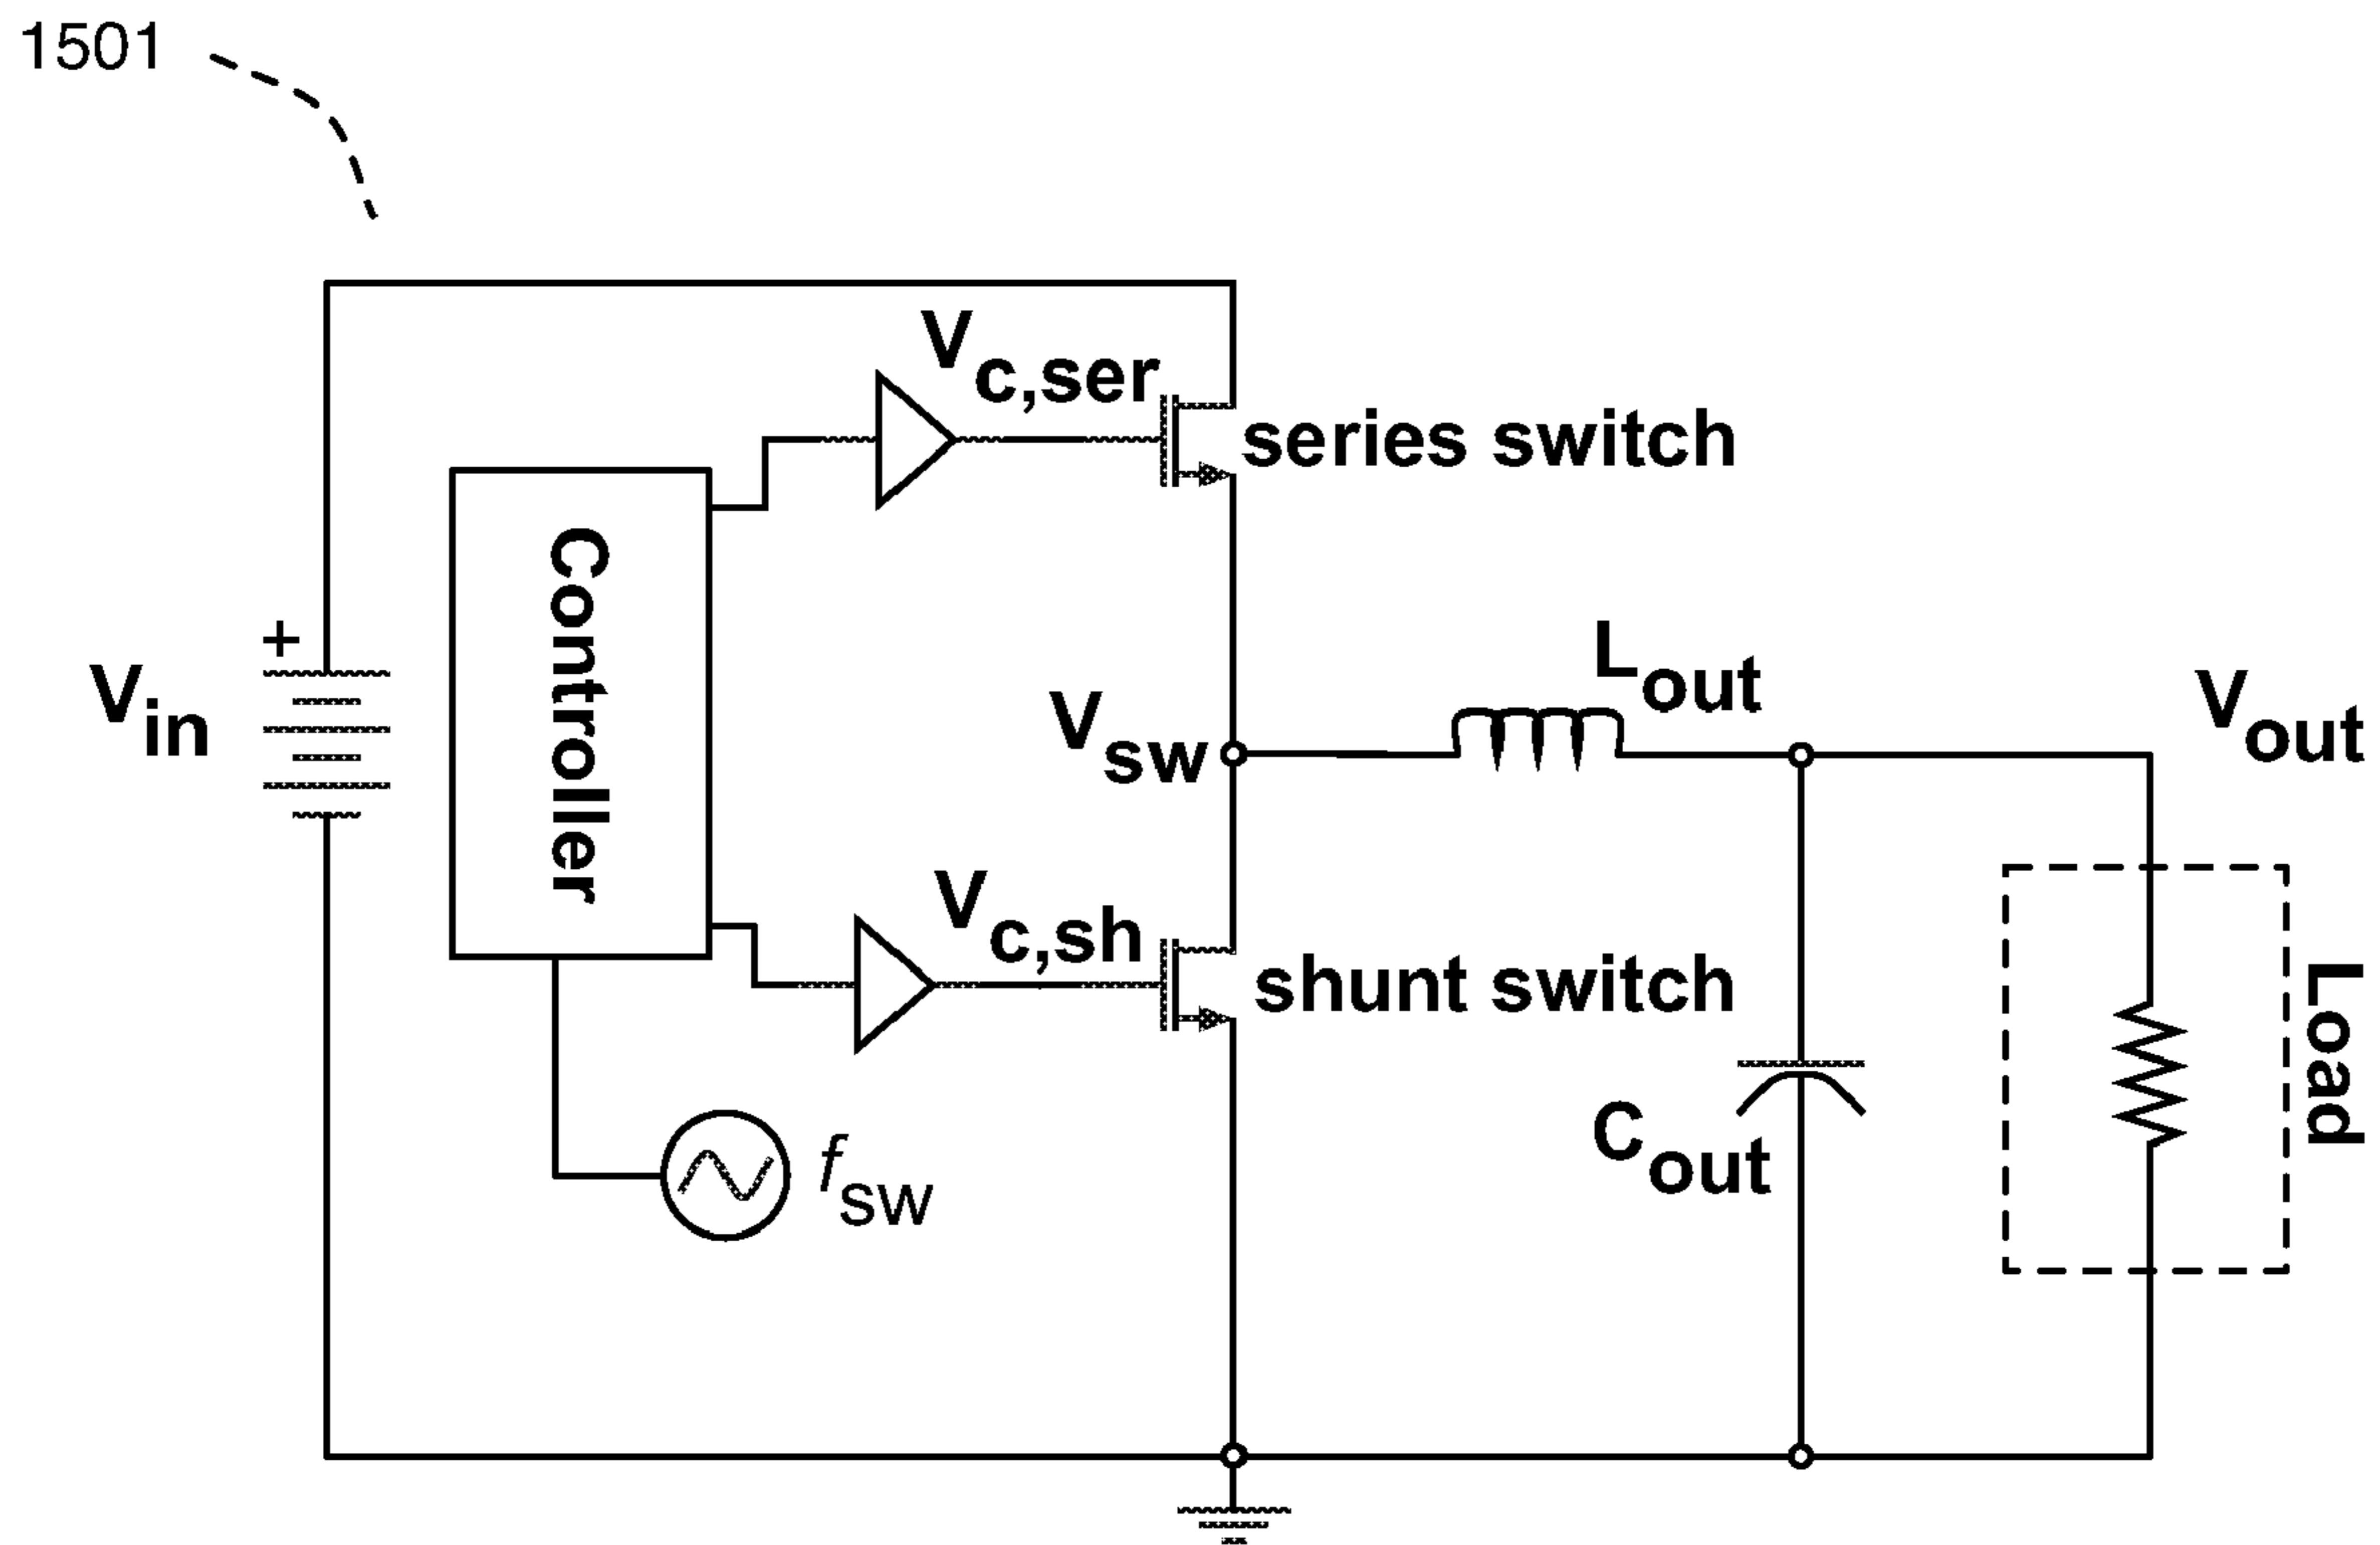 1501
Vc,ser
series switch
Controller
+
Vin
Vsw
Lout
Vout
Vc,sh
shunt switch
Load
Cout
fsw